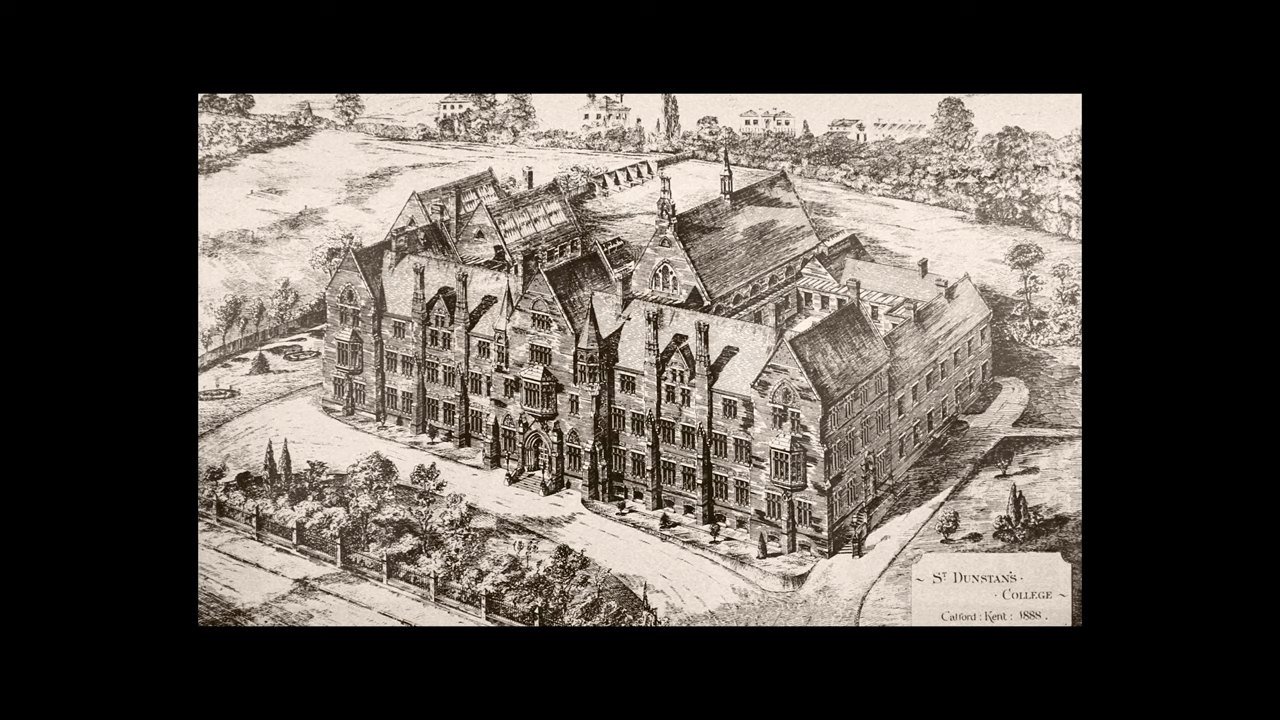 ~ Sᵀ DUNSTAN'S ·
· COLLEGE ~
Catford : Kent : 1888 .